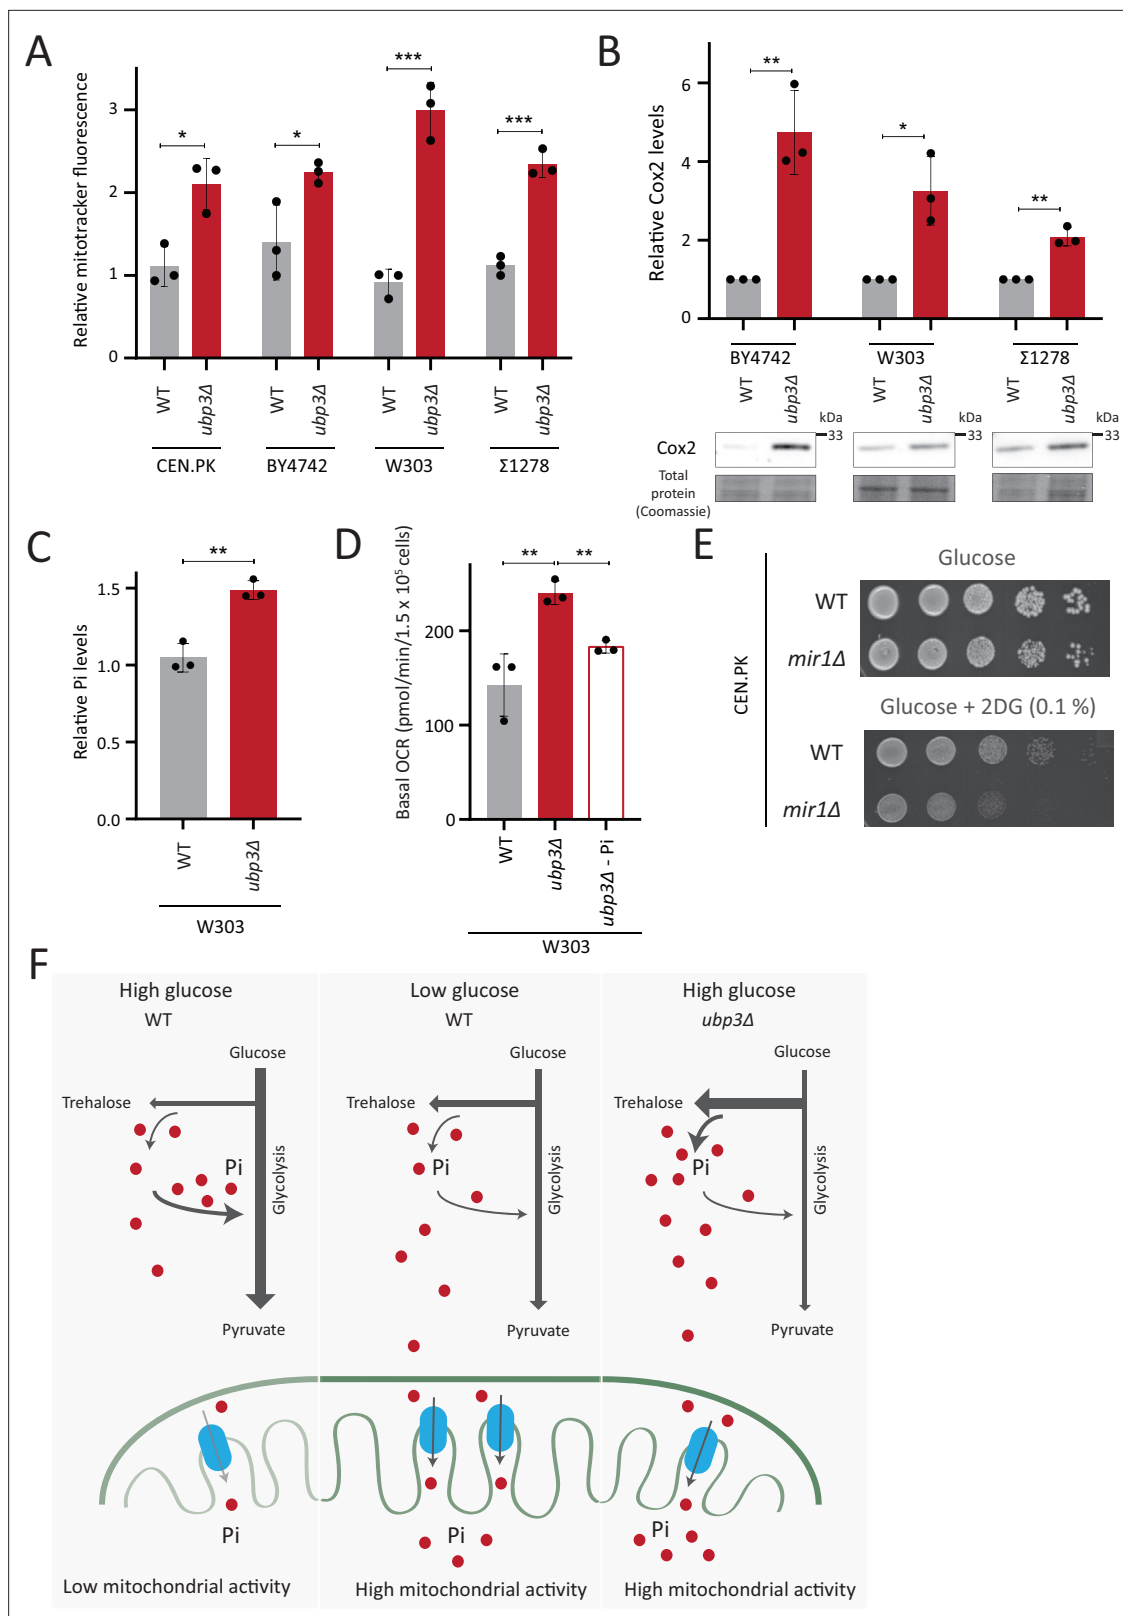 A
Relative mitotracker fluorescence
3
2
1
0
*
*
***
***
WT
ubp3Δ
WT
ubp3Δ
WT
ubp3Δ
WT
ubp3Δ
CEN.PK
BY4742
W303
Σ1278
B
Relative Cox2 levels
6
4
2
0
**
*
**
BY4742
W303
Σ1278
WT
ubp3Δ
kDa
WT
ubp3Δ
kDa
WT
ubp3Δ
kDa
33
33
33
Cox2
Total
protein
(Coomassie)
C
Relative Pi levels
1.5
1.0
0.5
0.0
**
WT
ubp3Δ
W303
D
Basal OCR (pmol/min/1.5 x 10⁵ cells)
200
100
0
**
**
WT
ubp3Δ
ubp3Δ - Pi
W303
E
CEN.PK
Glucose
WT
mir1Δ
Glucose + 2DG (0.1 %)
WT
mir1Δ
F
High glucose
WT
Glucose
Trehalose
Pi
Glycolysis
Pyruvate
Pi
Low mitochondrial activity
Low glucose
WT
Glucose
Trehalose
Pi
Glycolysis
Pyruvate
Pi
High mitochondrial activity
High glucose
ubp3Δ
Glucose
Trehalose
Pi
Glycolysis
Pyruvate
Pi
High mitochondrial activity